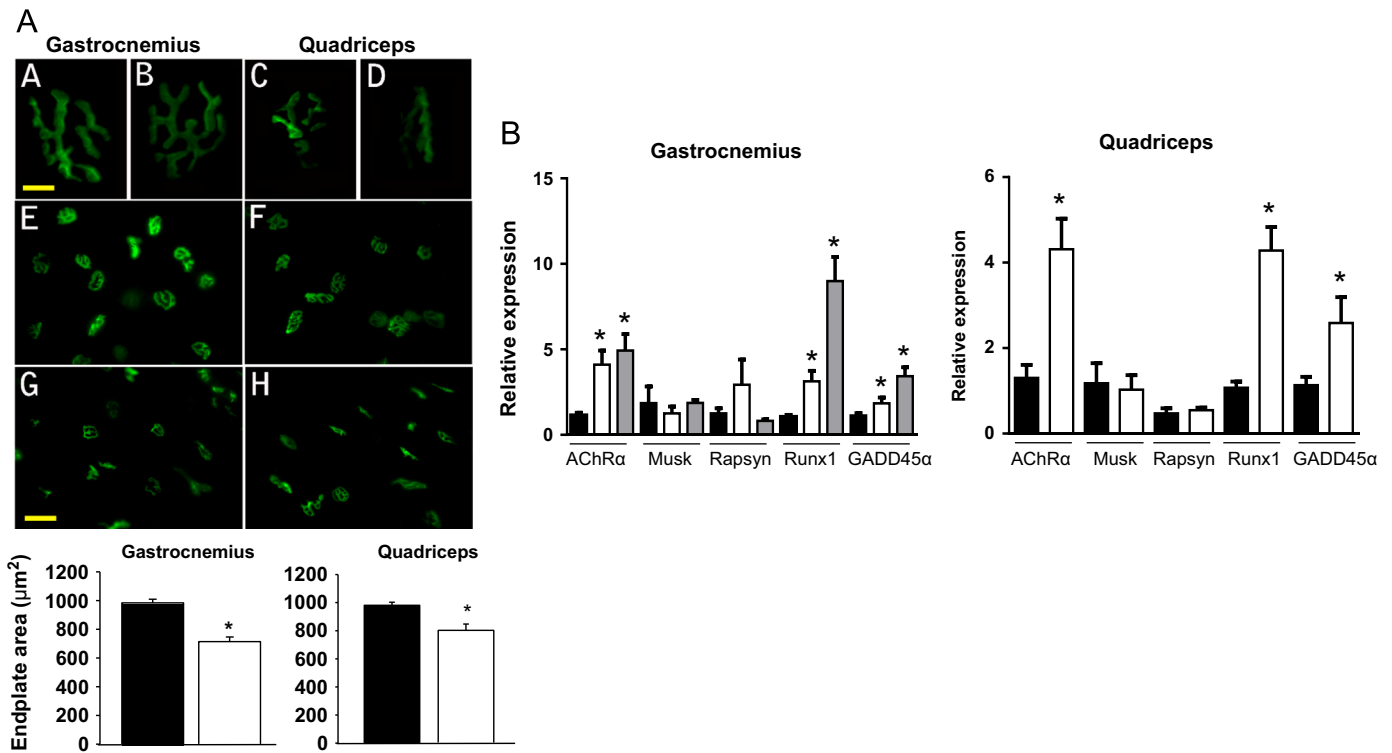 A
Gastrocnemius Quadriceps
A B C D
E F
G H
Gastrocnemius Quadriceps
Endplate area (µm²)
1200
1000
800
600
400
200
0
1200
1000
800
600
400
200
0
* *
B
Gastrocnemius
Relative expression
15
10
5
0
* * * * * *
AChRα Musk Rapsyn Runx1 GADD45α
Quadriceps
Relative expression
6
4
2
0
* * *
AChRα Musk Rapsyn Runx1 GADD45α